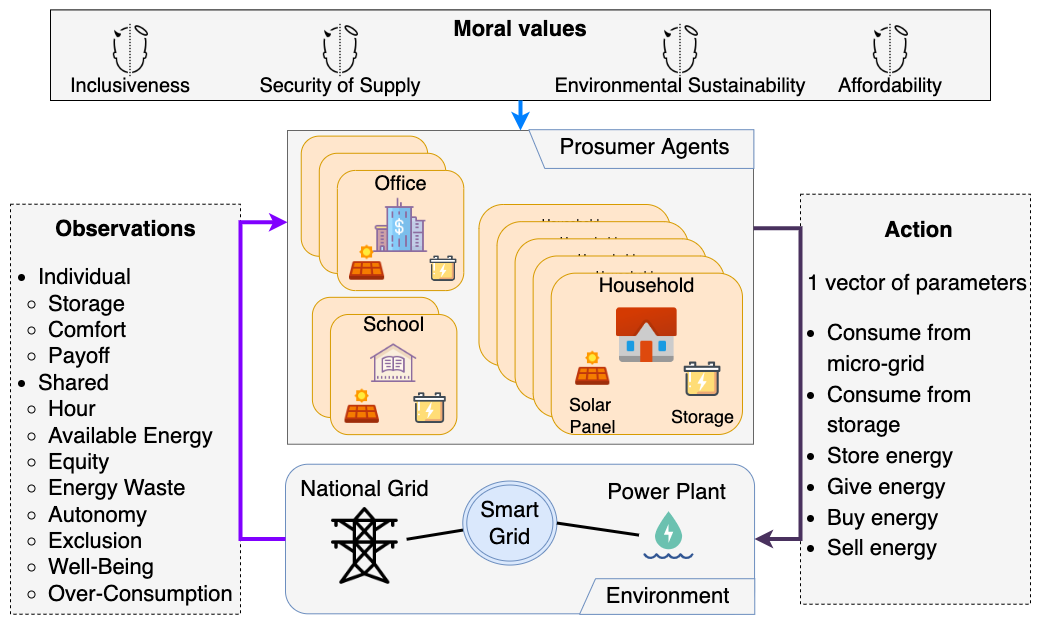 Moral values
Inclusiveness
Security of Supply
Environmental Sustainability
Affordability
Prosumer Agents
Office
School
Household
Solar
Panel
Storage
Observations
Individual
Storage
Comfort
Payoff
Shared
Hour
Available Energy
Equity
Energy Waste
Autonomy
Exclusion
Well-Being
Over-Consumption
National Grid
Smart
Grid
Power Plant
Environment
Action
1 vector of parameters
Consume from
micro-grid
Consume from
storage
Store energy
Give energy
Buy energy
Sell energy